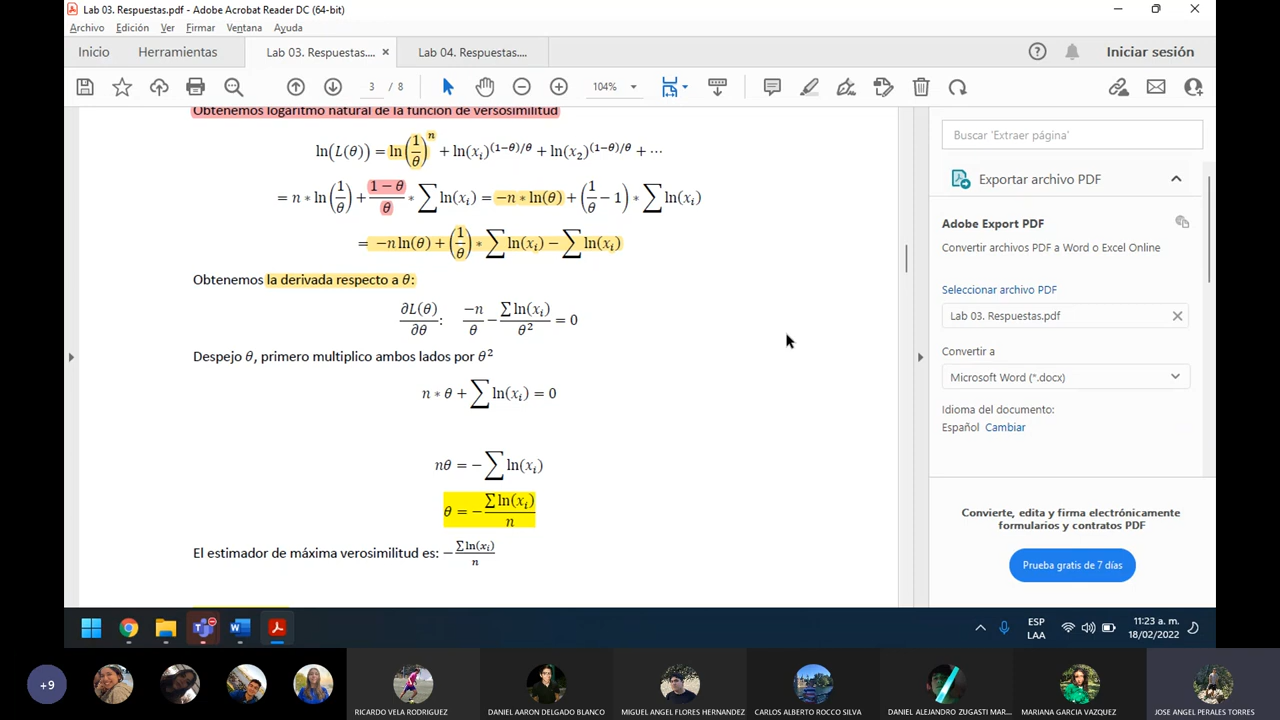 Lab 03. Respuestas.pdf - Adobe Acrobat Reader DC (64-bit)
Archivo Edición Ver Firmar Ventana Ayuda
Inicio Herramientas Lab 03. Respuestas.... × Lab 04. Respuestas.... Iniciar sesión
3 / 8 104%
Obtenemos logaritmo natural de la función de versosimilitud
ln(L(θ)) = ln(1/θ)^n + ln(x_i)^(1−θ)/θ + ln(x_2)^(1−θ)/θ + ⋯
= n * ln(1/θ) + (1 − θ)/θ * ∑ ln(x_i) = −n * ln(θ) + (1/θ − 1) * ∑ ln(x_i)
= −n ln(θ) + (1/θ) * ∑ ln(x_i) − ∑ ln(x_i)
Obtenemos la derivada respecto a θ:
∂L(θ)/∂θ: −n/θ − ∑ ln(x_i)/θ² = 0
Despejo θ, primero multiplico ambos lados por θ²
n * θ + ∑ ln(x_i) = 0
nθ = − ∑ ln(x_i)
θ = − ∑ ln(x_i)/n
El estimador de máxima verosimilitud es: − ∑ ln(x_i)/n
Buscar 'Extraer página'
Exportar archivo PDF
Adobe Export PDF
Convertir archivos PDF a Word o Excel Online
Seleccionar archivo PDF
Lab 03. Respuestas.pdf ×
Convertir a
Microsoft Word (*.docx)
Idioma del documento:
Español Cambiar
Convierte, edita y firma electrónicamente
formularios y contratos PDF
Prueba gratis de 7 días
ESP
LAA
11:23 a. m.
18/02/2022
+9
RICARDO VELA RODRIGUEZ
DANIEL AARON DELGADO BLANCO
MIGUEL ANGEL FLORES HERNANDEZ
CARLOS ALBERTO ROCCO SILVA
DANIEL ALEJANDRO ZUGASTI MAR...
MARIANA GARCIA VAZQUEZ
JOSE ANGEL PERALES TORRES